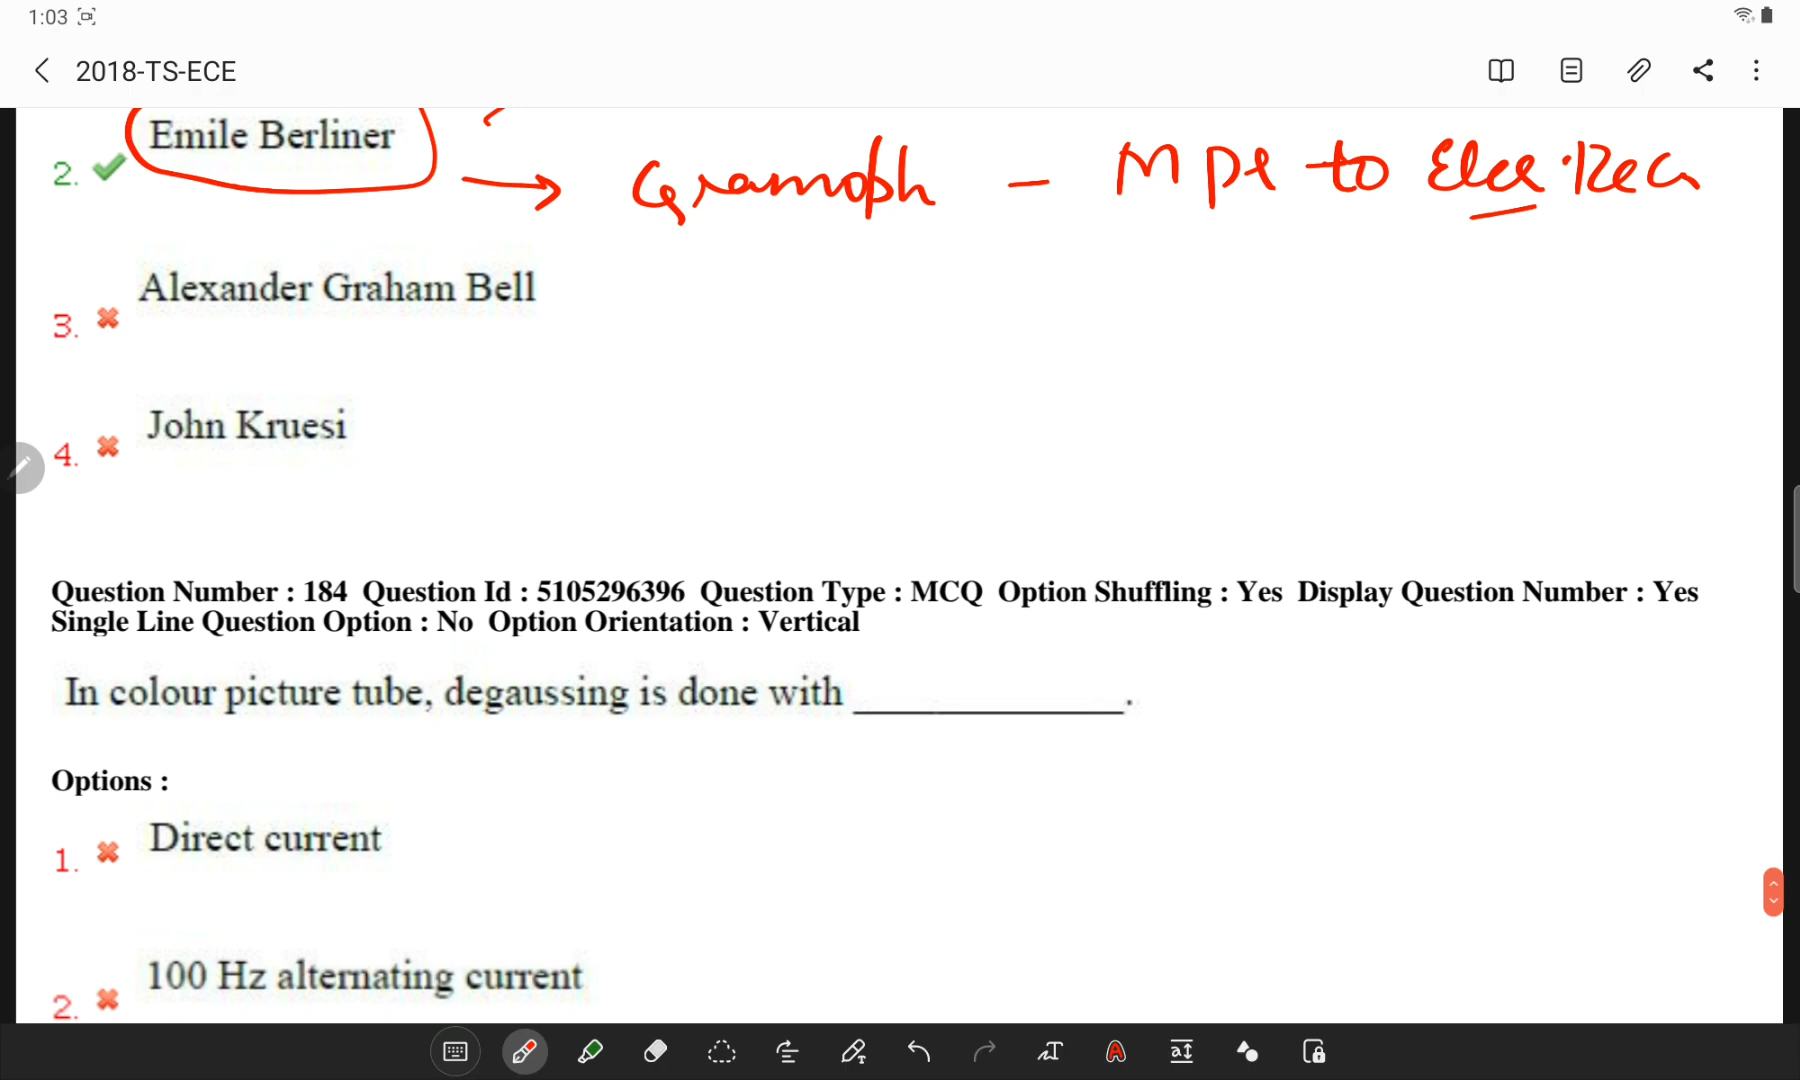 1:03
2018-TS-ECE
2. Emile Berliner
→ Gramoph - MPI to Elec. Rec
3. Alexander Graham Bell
4. John Kruesi
Question Number : 184 Question Id : 5105296396 Question Type : MCQ Option Shuffling : Yes Display Question Number : Yes
Single Line Question Option : No Option Orientation : Vertical
In colour picture tube, degaussing is done with ______________.
Options :
1. Direct current
2. 100 Hz alternating current